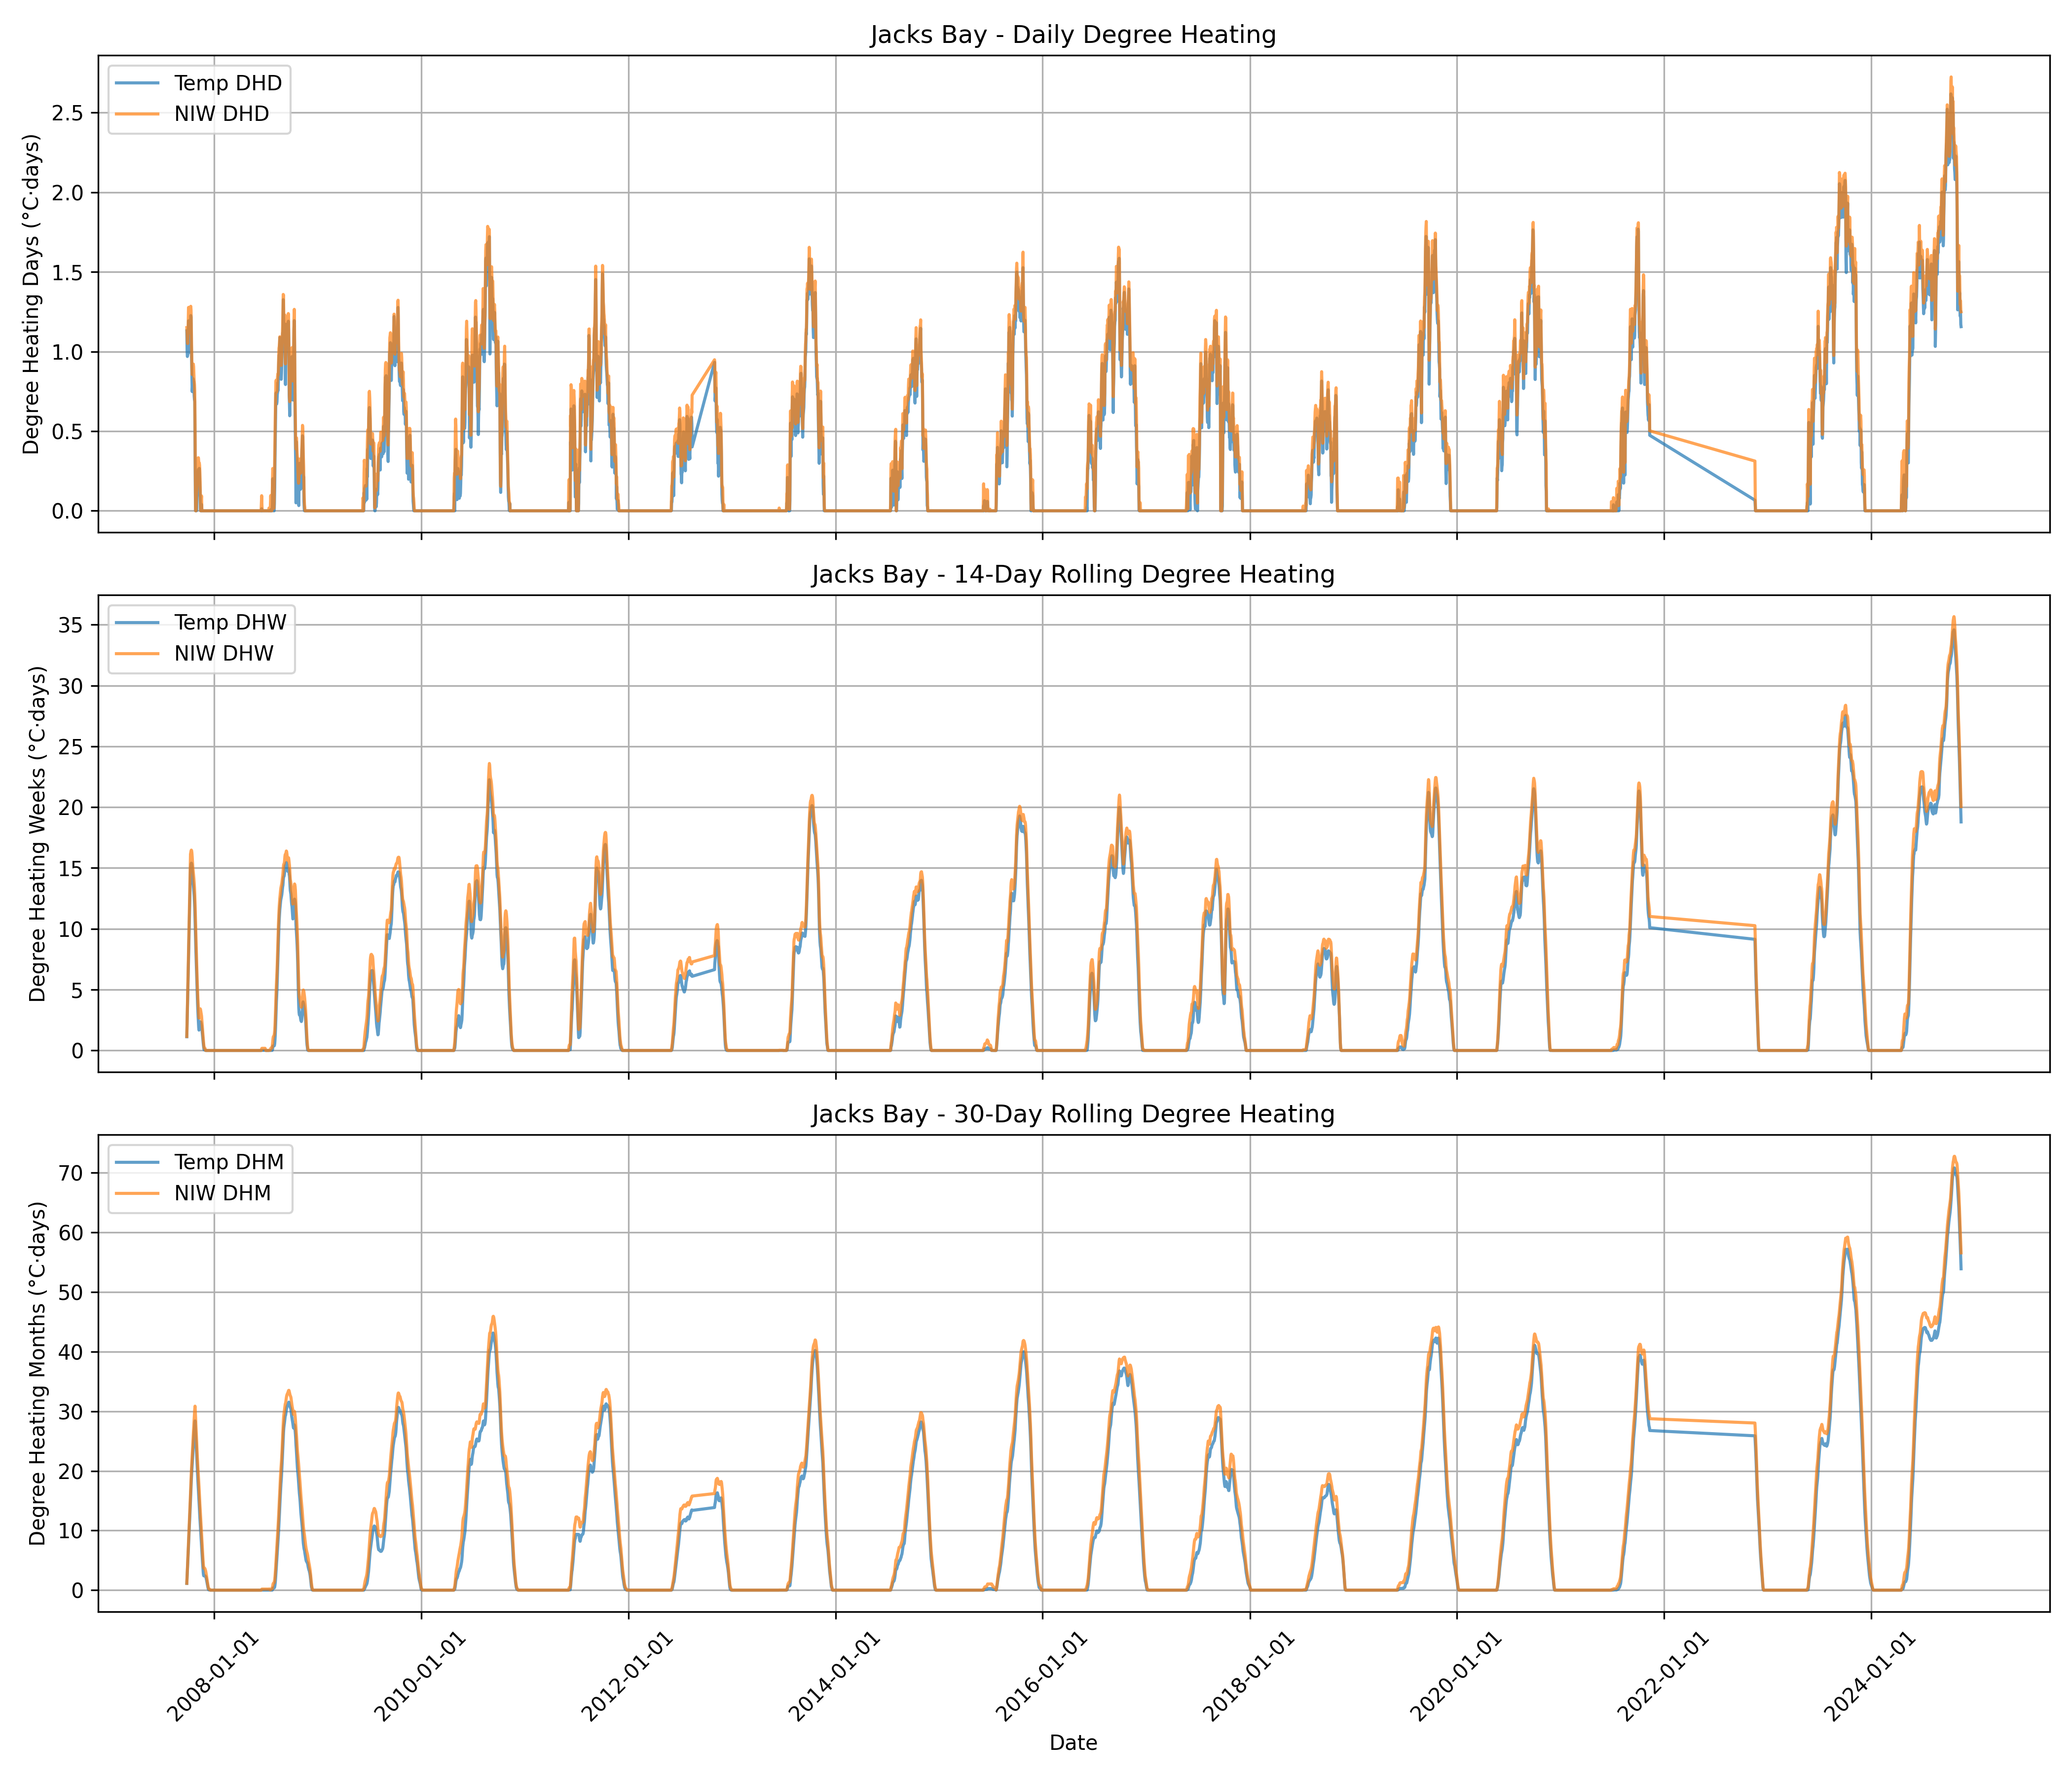 Jacks Bay - Daily Degree Heating
Temp DHD
NIW DHD
Degree Heating Days (°C·days)
2.5
2.0
1.5
1.0
0.5
0.0
Jacks Bay - 14-Day Rolling Degree Heating
Temp DHW
NIW DHW
Degree Heating Weeks (°C·days)
35
30
25
20
15
10
5
0
Jacks Bay - 30-Day Rolling Degree Heating
Temp DHM
NIW DHM
Degree Heating Months (°C·days)
70
60
50
40
30
20
10
0
2008-01-01
2010-01-01
2012-01-01
2014-01-01
2016-01-01
2018-01-01
2020-01-01
2022-01-01
2024-01-01
Date